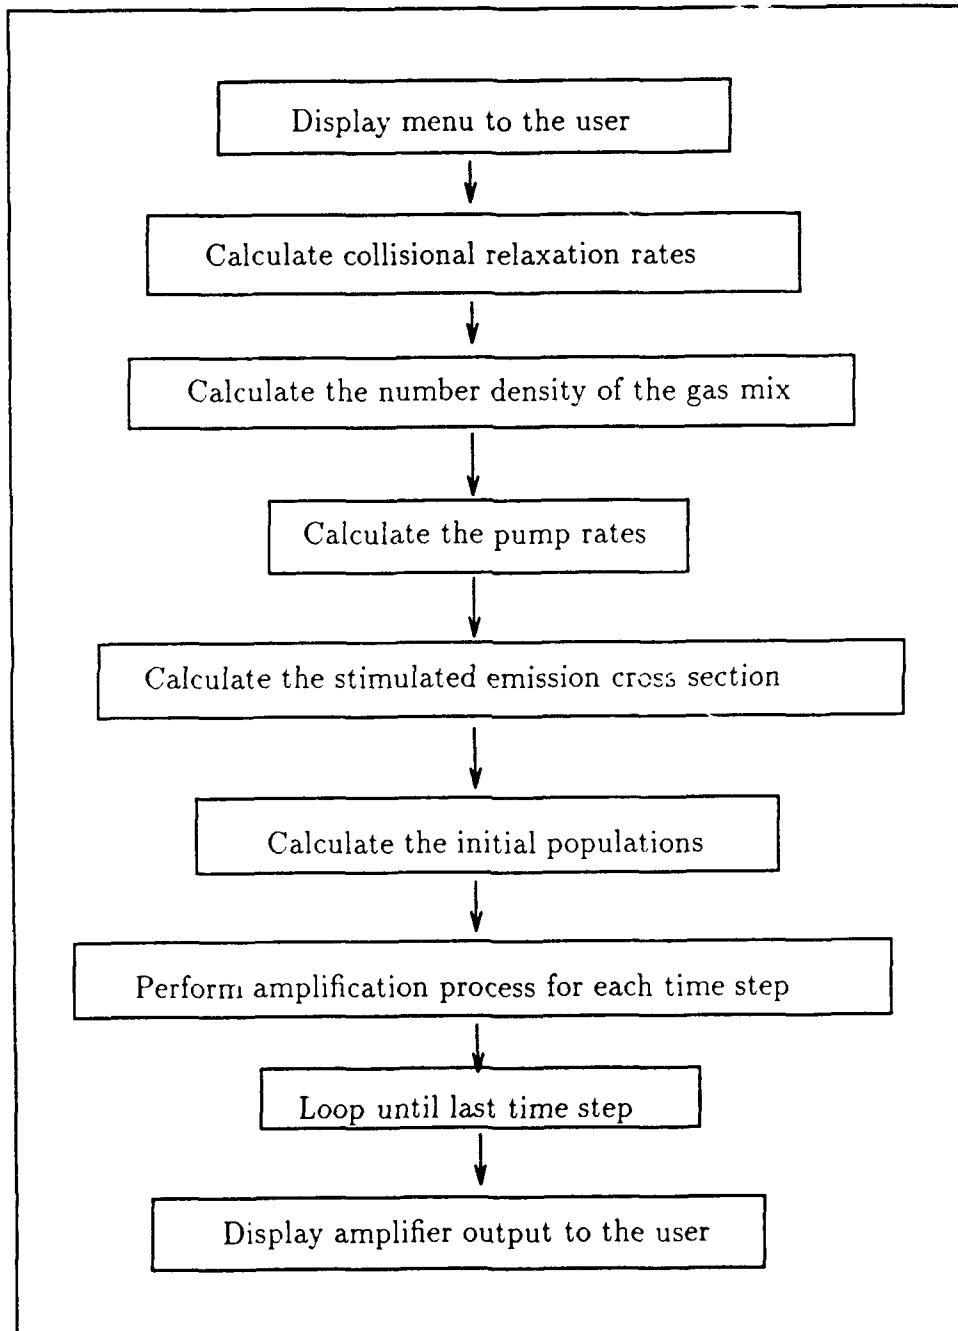 Display menu to the user
Calculate collisional relaxation rates
Calculate the number density of the gas mix
Calculate the pump rates
Calculate the stimulated emission cross section
Calculate the initial populations
Perform amplification process for each time step
Loop until last time step
Display amplifier output to the user